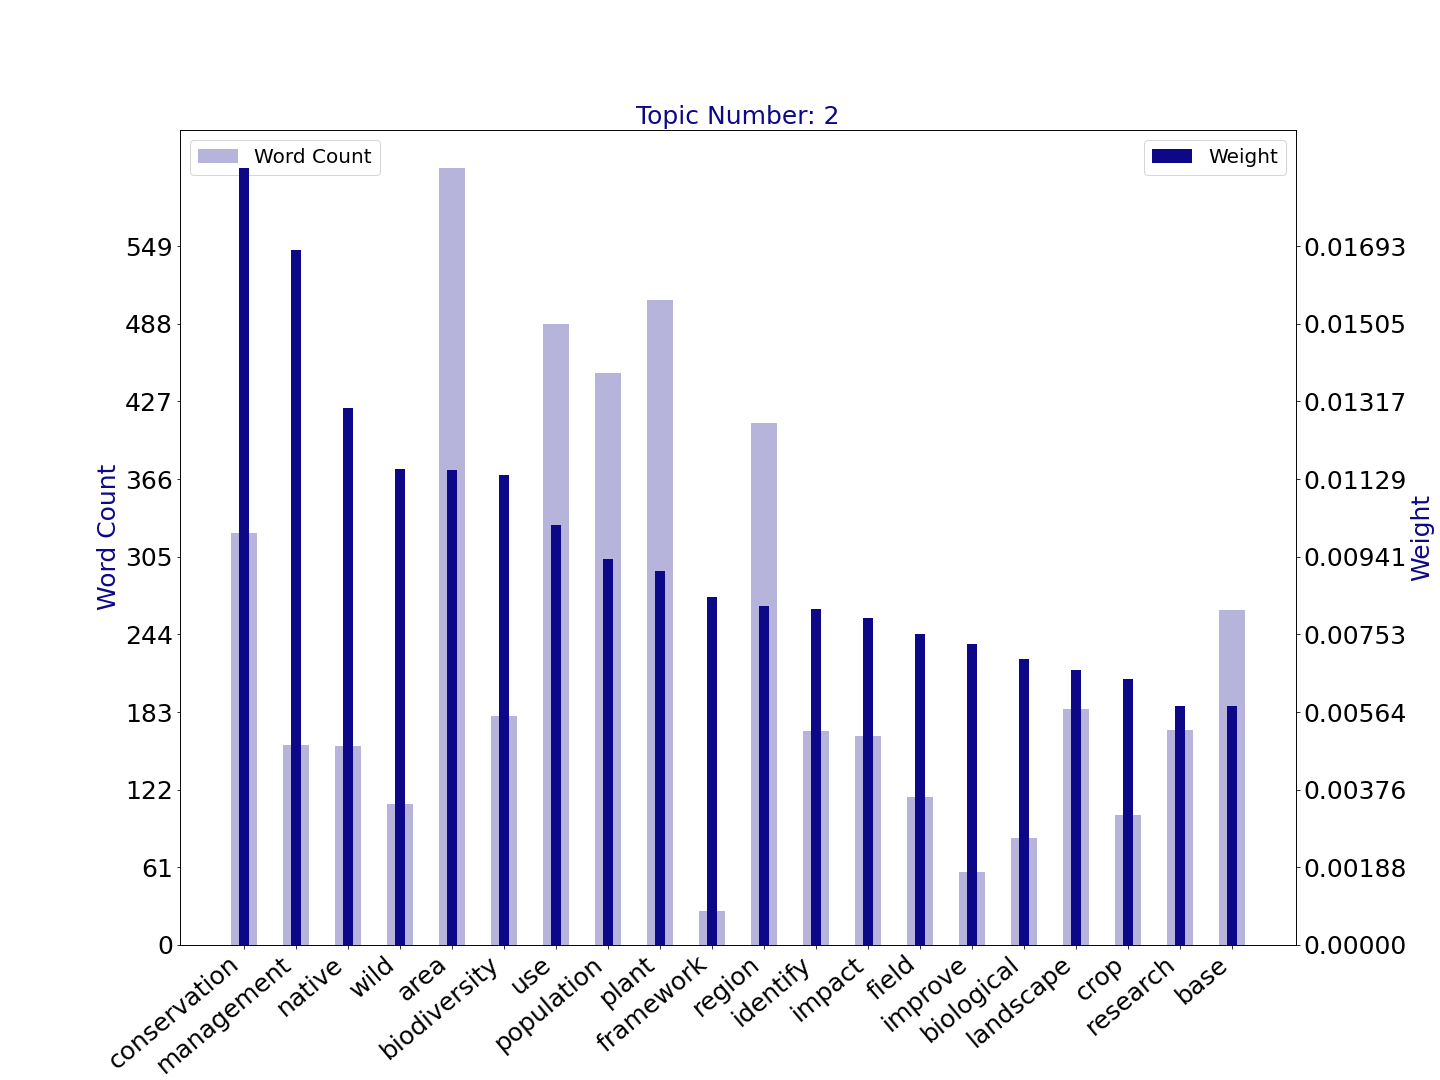 Topic Number: 2
Word Count
Weight
549
488
427
366
305
244
183
122
61
0
Word Count
0.01693
0.01505
0.01317
0.01129
0.00941
0.00753
0.00564
0.00376
0.00188
0.00000
Weight
conservation
management
native
wild
area
biodiversity
use
population
plant
framework
region
identify
impact
field
improve
biological
landscape
crop
research
base